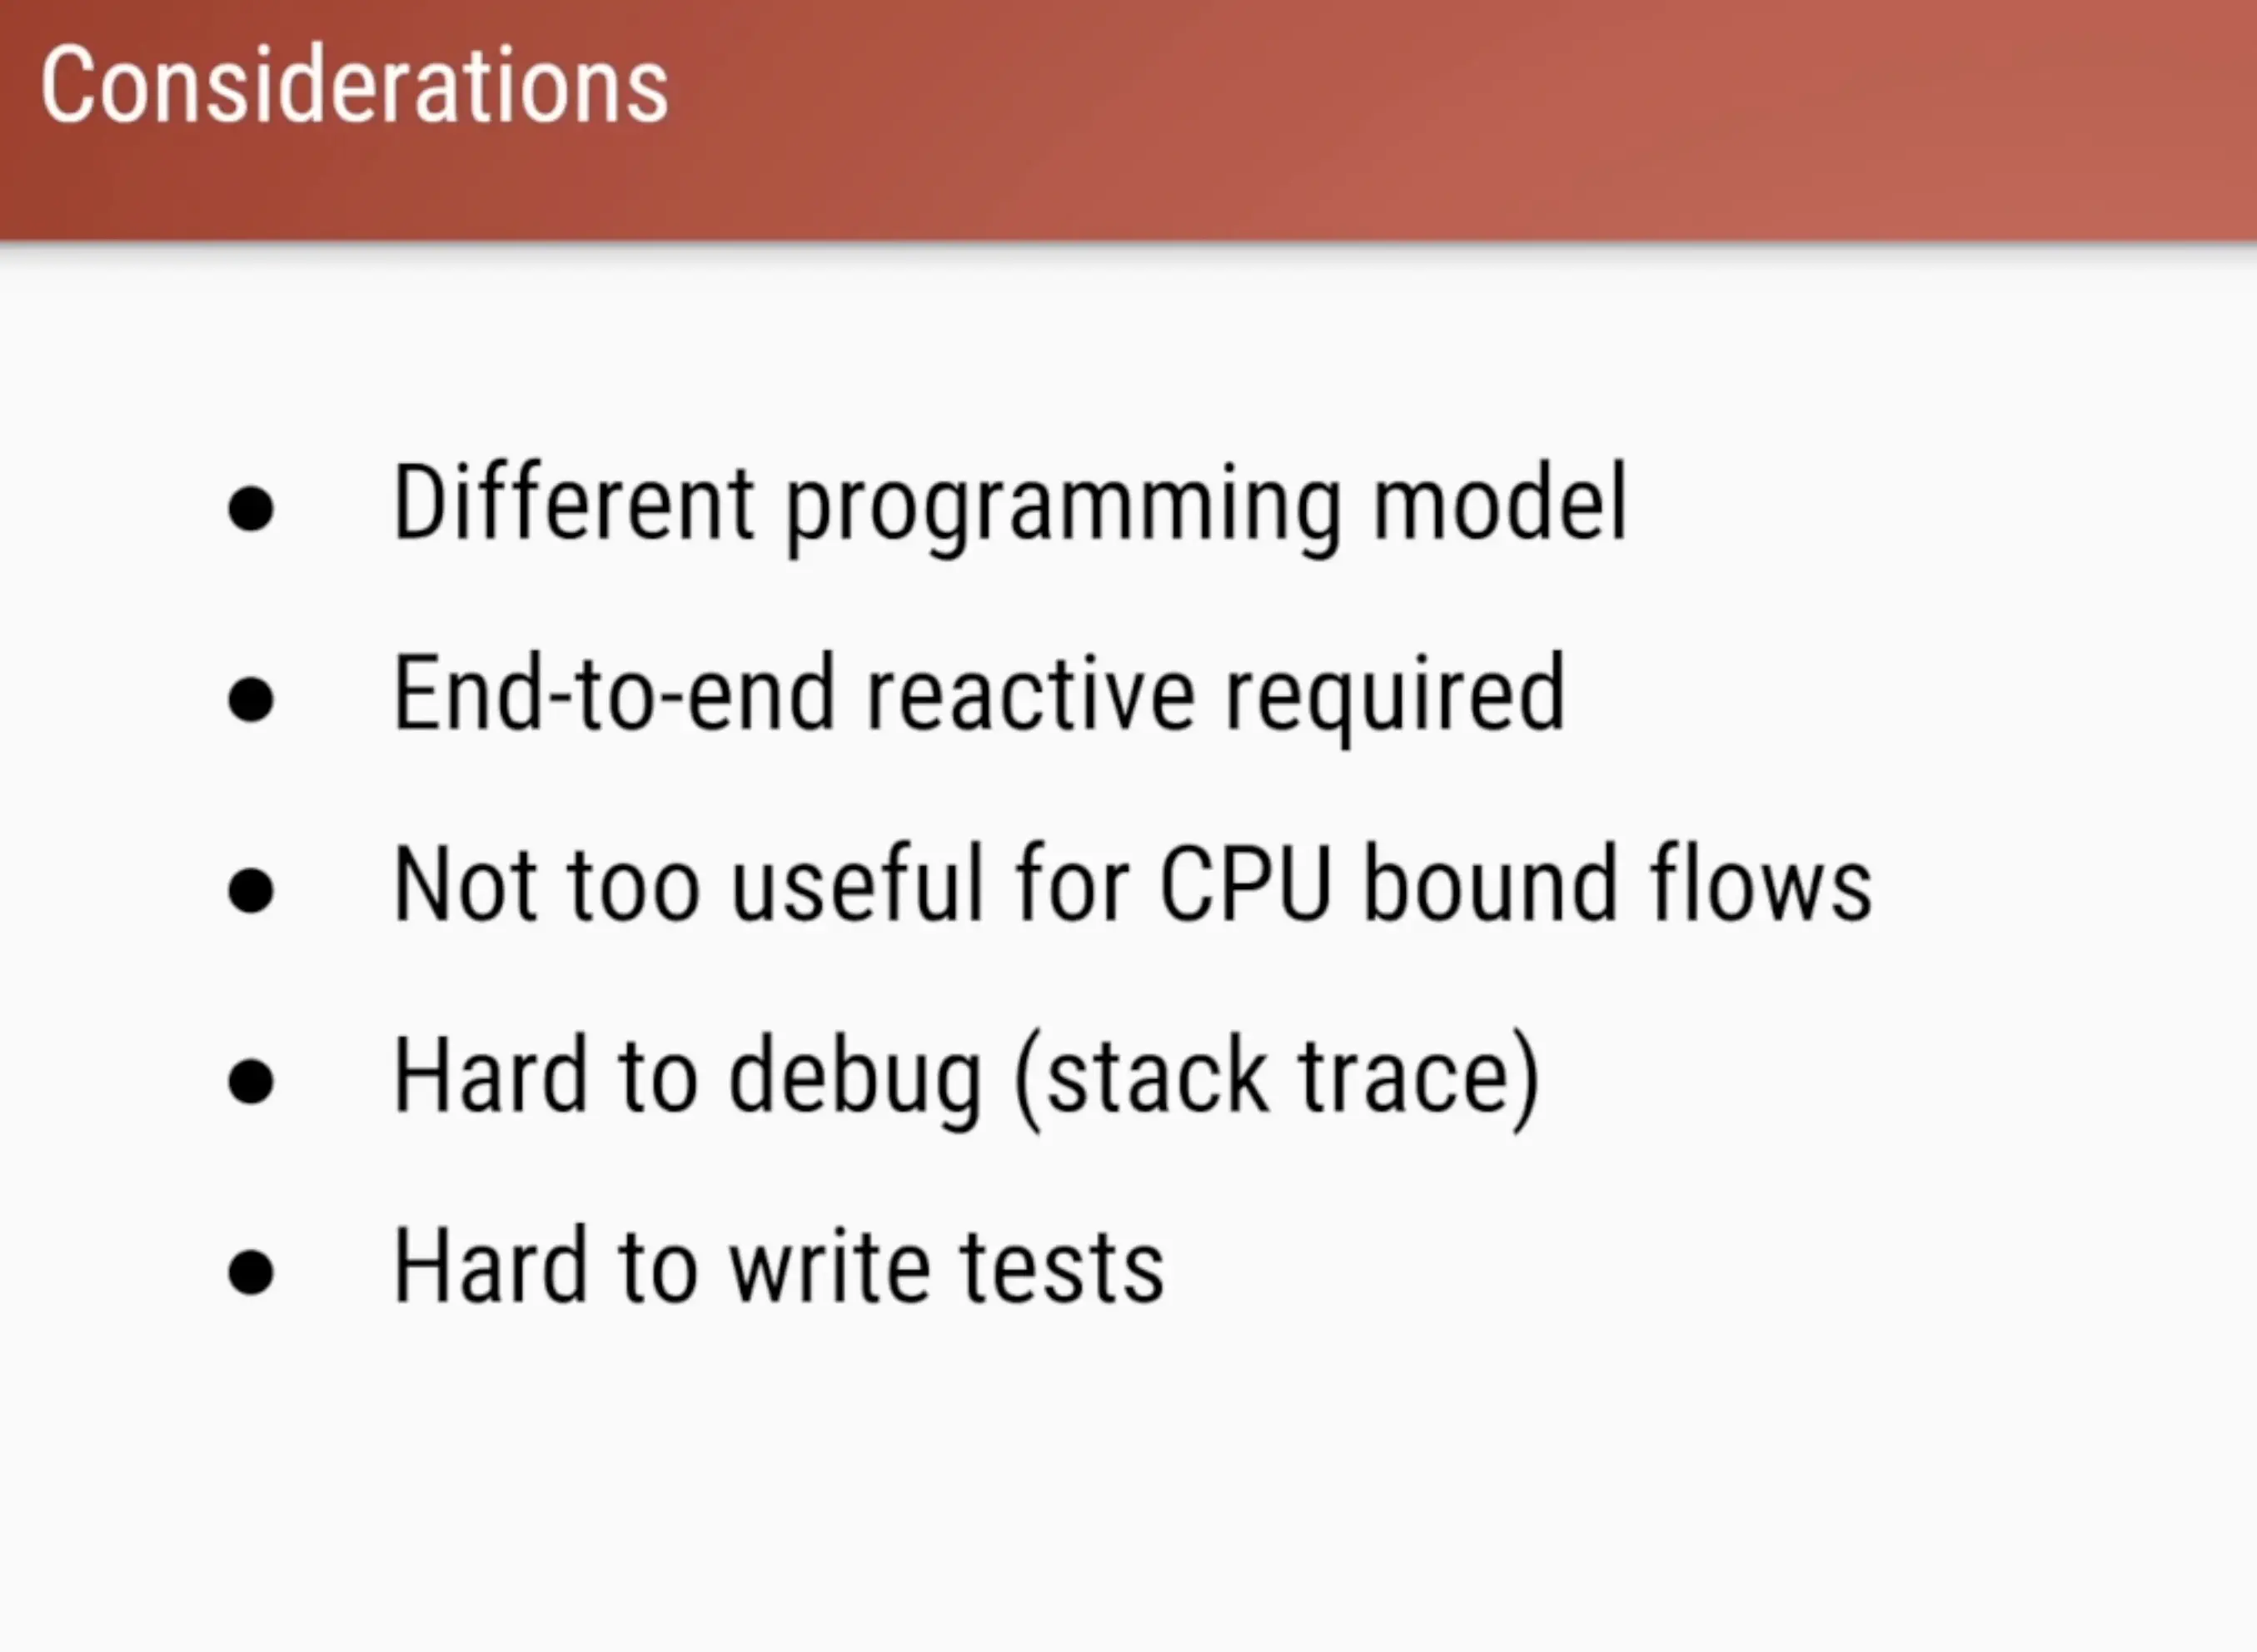 Considerations
● Different programming model
● End-to-end reactive required
● Not too useful for CPU bound flows
● Hard to debug (stack trace)
● Hard to write tests